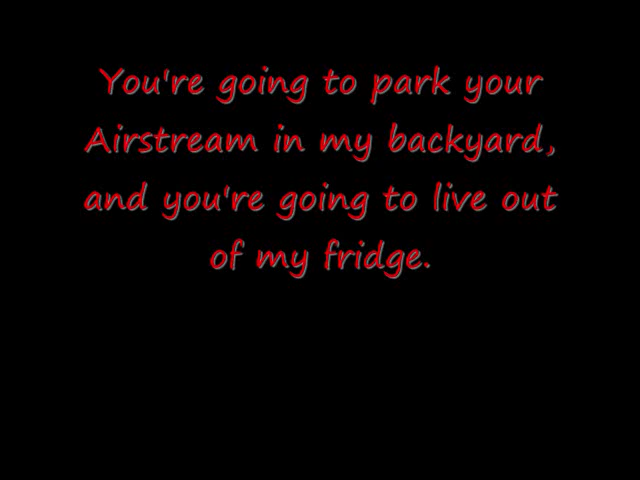 You're going to park your
Airstream in my backyard,
and you're going to live out
of my fridge.